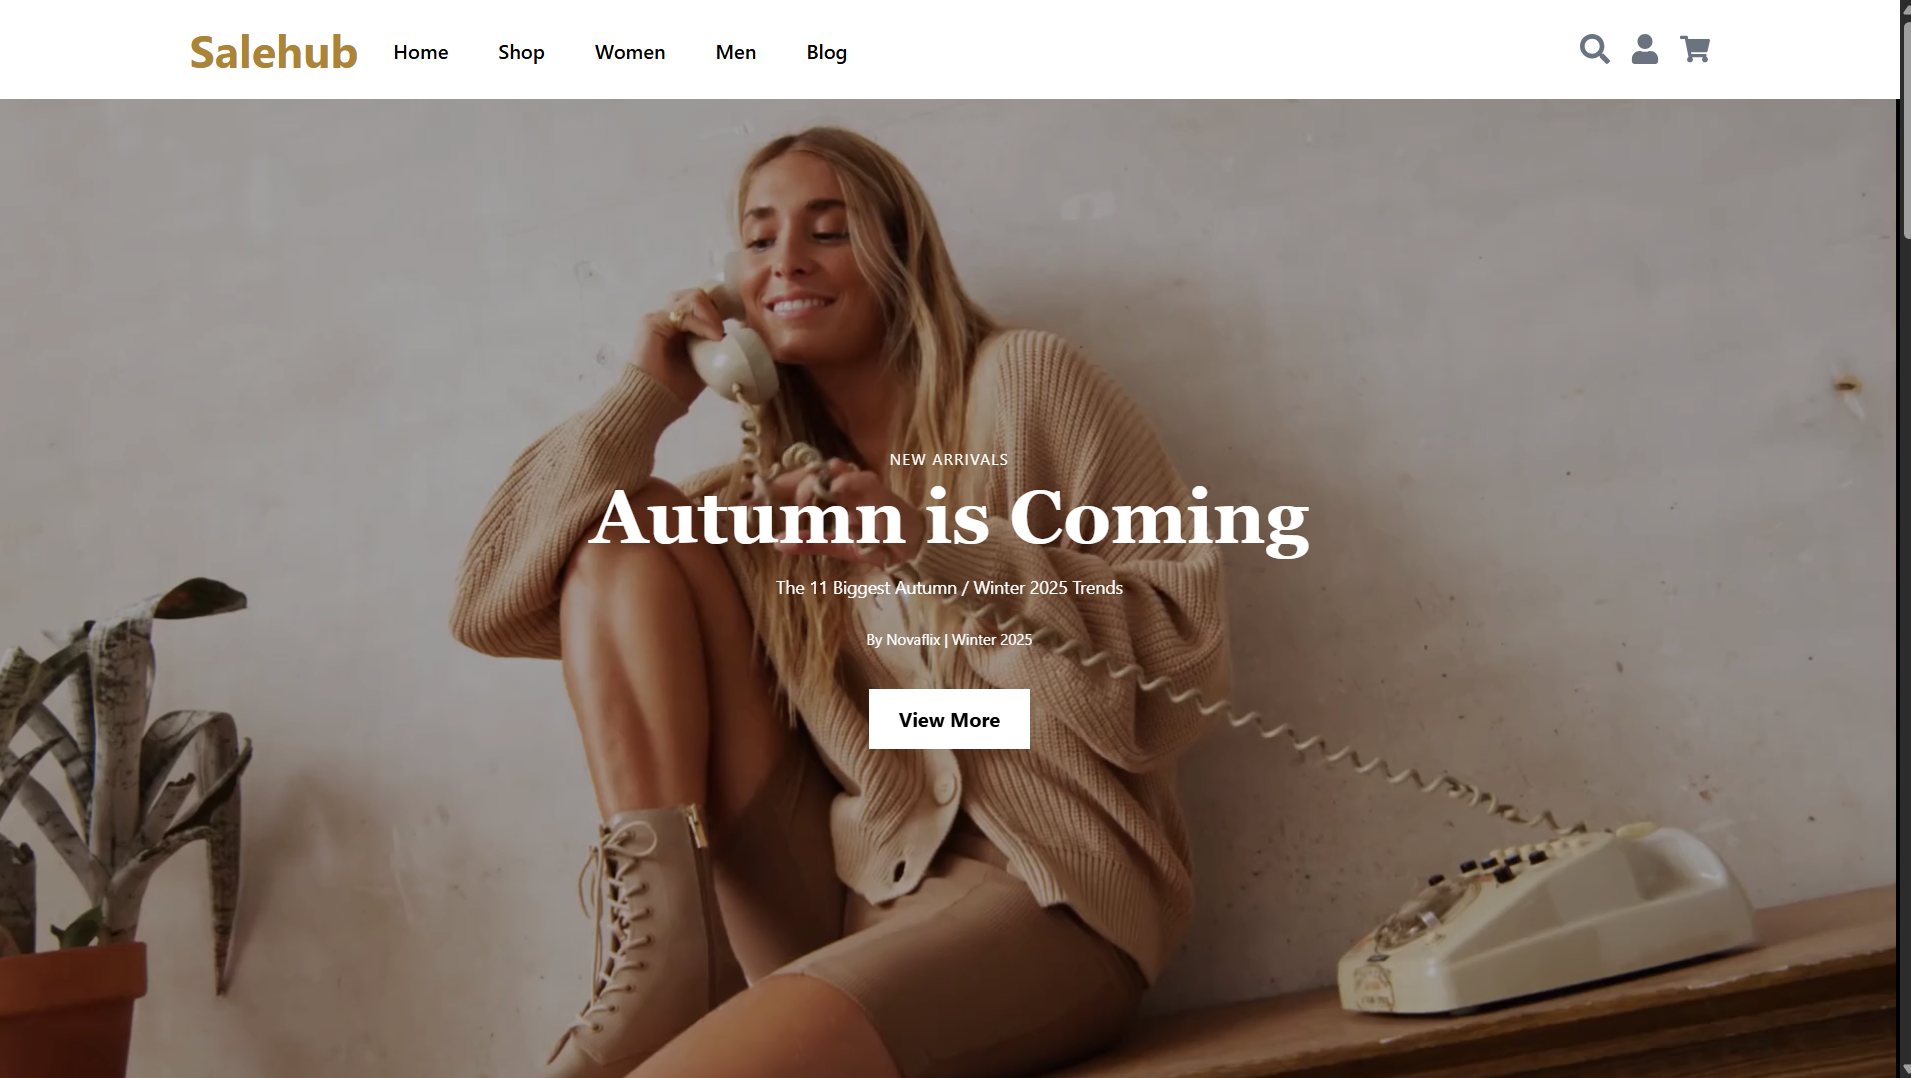 Salehub Home Shop Women Men Blog
NEW ARRIVALS
Autumn is Coming
The 11 Biggest Autumn / Winter 2025 Trends
By Novaflix | Winter 2025
View More